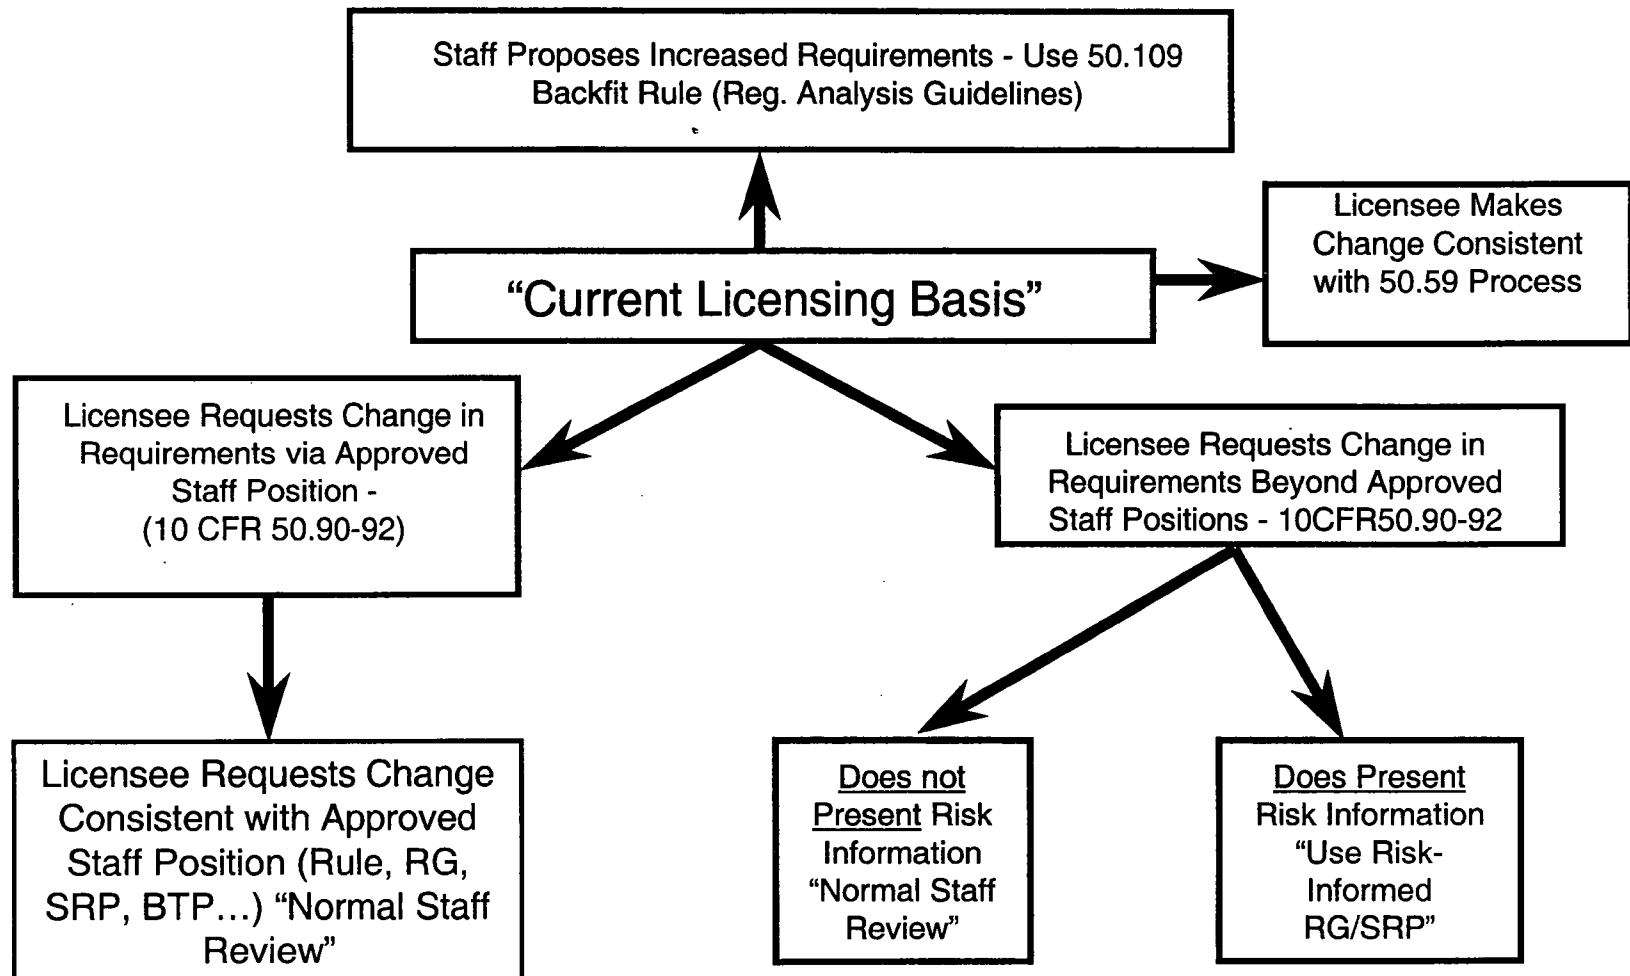 Staff Proposes Increased Requirements - Use 50.109
Backfit Rule (Reg. Analysis Guidelines)
Licensee Makes
Change Consistent
with 50.59 Process
“Current Licensing Basis”
Licensee Requests Change in
Requirements via Approved
Staff Position -
(10 CFR 50.90-92)
Licensee Requests Change in
Requirements Beyond Approved
Staff Positions - 10CFR50.90-92
Licensee Requests Change
Consistent with Approved
Staff Position (Rule, RG,
SRP, BTP...) “Normal Staff
Review”
Does not
Present Risk
Information
“Normal Staff
Review”
Does Present
Risk Information
“Use Risk-
Informed
RG/SRP”